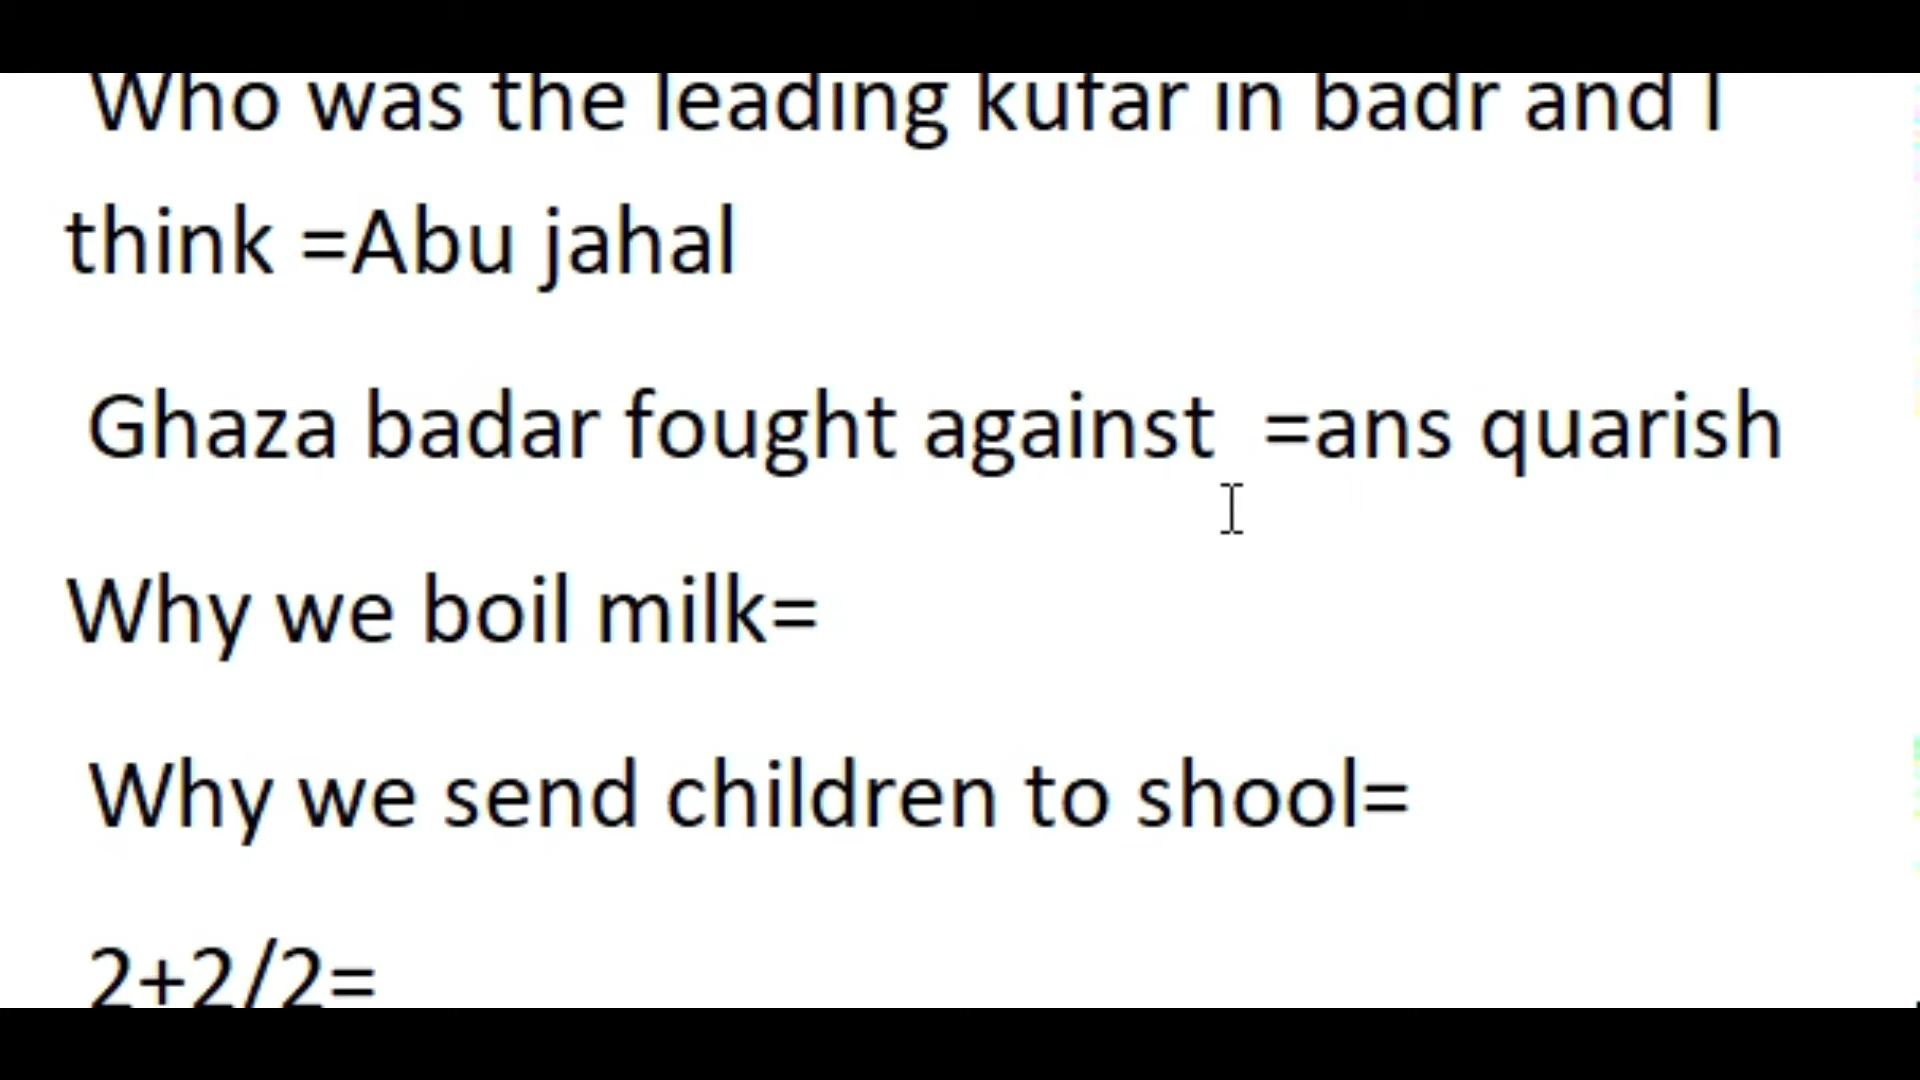 Who was the leading kufar in badr and I
think =Abu jahal
Ghaza badar fought against  =ans quarish
Why we boil milk=
Why we send children to shool=
2+2/2=